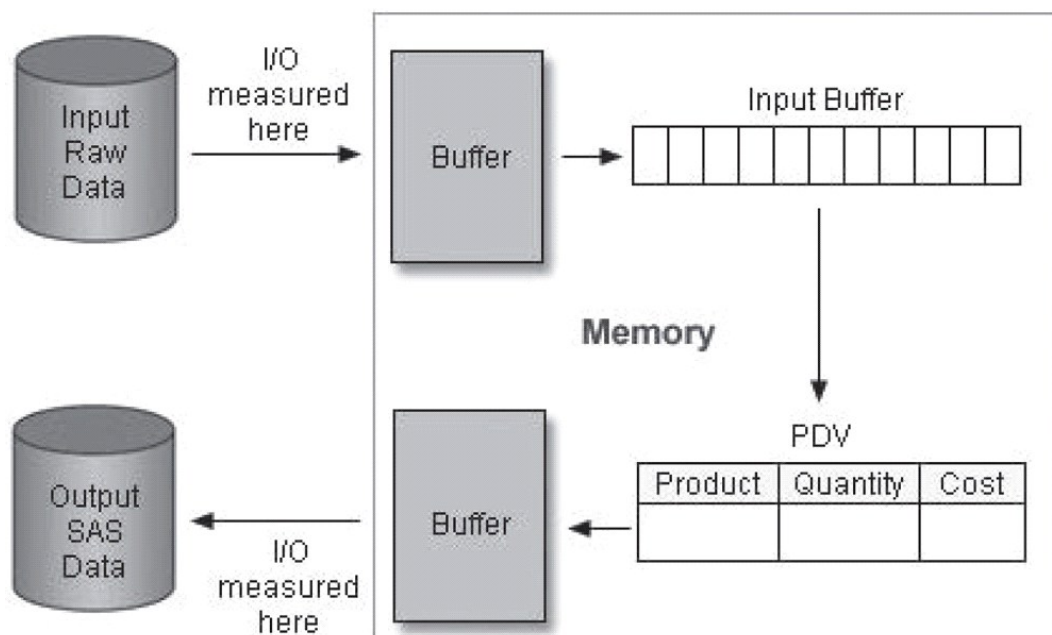 Input
Raw
Data
I/O
measured
here
Buffer
Input Buffer
Memory
PDV
Product Quantity Cost
Buffer
I/O
measured
here
Output
SAS
Data